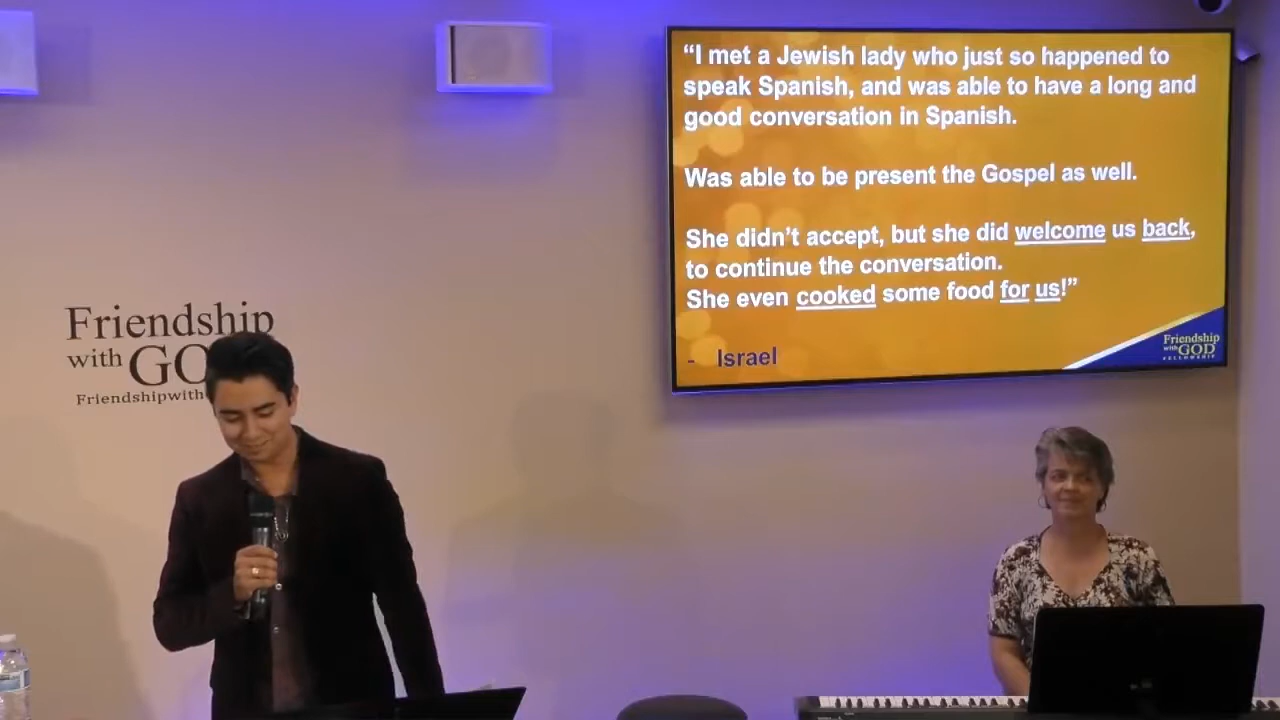 “I met a Jewish lady who just so happened to
speak Spanish, and was able to have a long and
good conversation in Spanish.
Was able to be present the Gospel as well.
She didn’t accept, but she did welcome us back,
to continue the conversation.
She even cooked some food for us!”
- Israel
Friendship
with GOD
FELLOWSHIP
Friendship
with GO
Friendshipwith